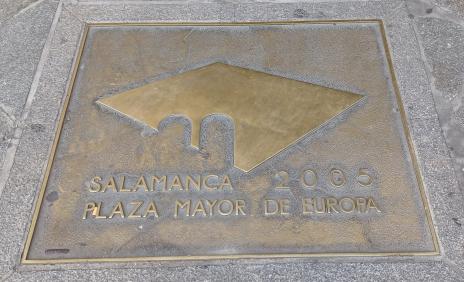 SALAMANCA 2005
PLAZA MAYOR DE EUROPA